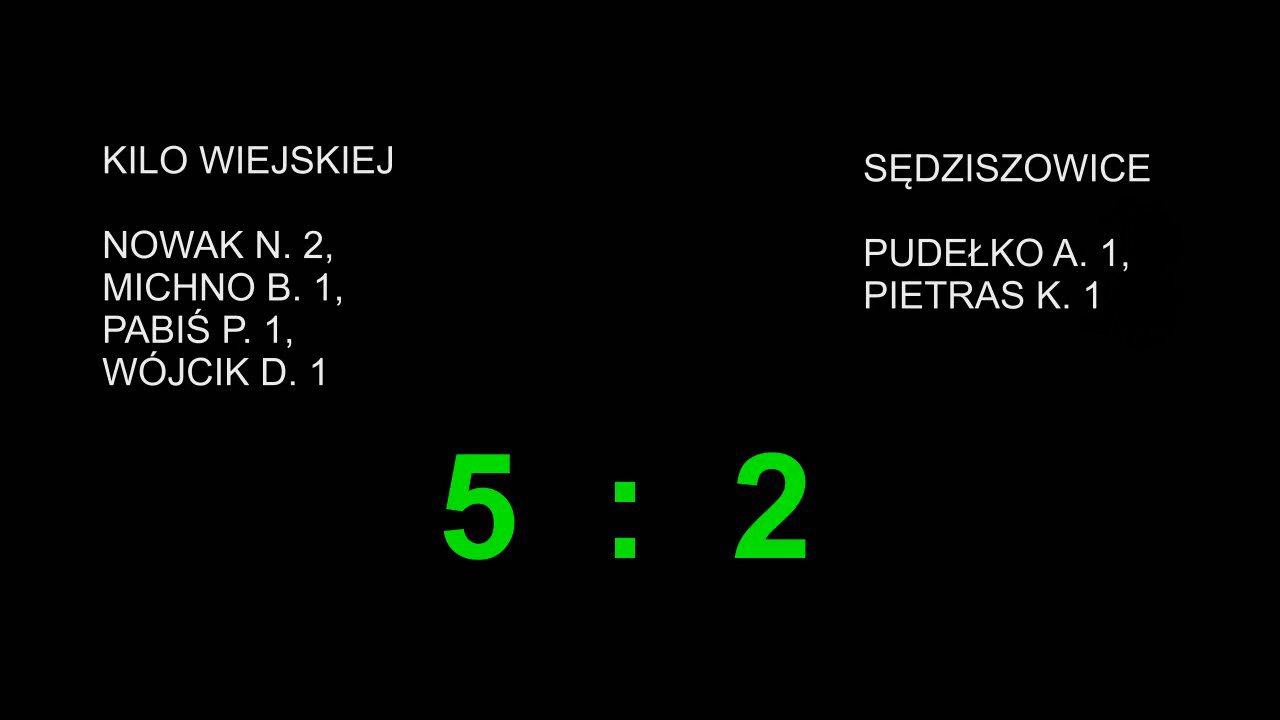 KILO WIEJSKIEJ
NOWAK N. 2,
MICHNO B. 1,
PABIŚ P. 1,
WÓJCIK D. 1
SĘDZISZOWICE
PUDEŁKO A. 1,
PIETRAS K. 1
5 : 2